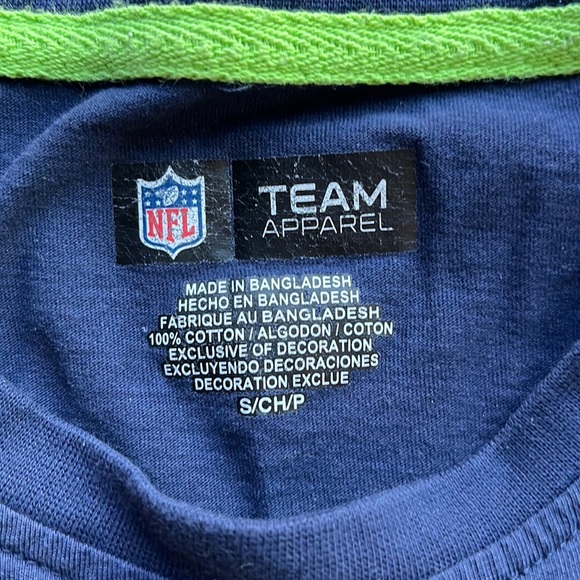 NFL
TEAM
APPAREL
MADE IN BANGLADESH
HECHO EN BANGLADESH
FABRIQUE AU BANGLADESH
100% COTTON / ALGODON / COTON
EXCLUSIVE OF DECORATION
EXCLUYENDO DECORACIONES
DECORATION EXCLUE
S/CH/P